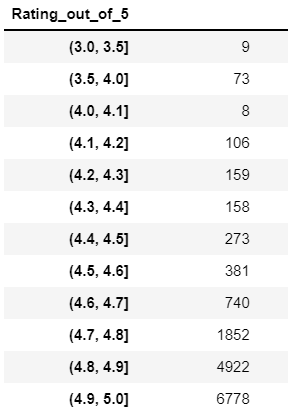 Rating_out_of_5
(3.0, 3.5] 9
(3.5, 4.0] 73
(4.0, 4.1] 8
(4.1, 4.2] 106
(4.2, 4.3] 159
(4.3, 4.4] 158
(4.4, 4.5] 273
(4.5, 4.6] 381
(4.6, 4.7] 740
(4.7, 4.8] 1852
(4.8, 4.9] 4922
(4.9, 5.0] 6778